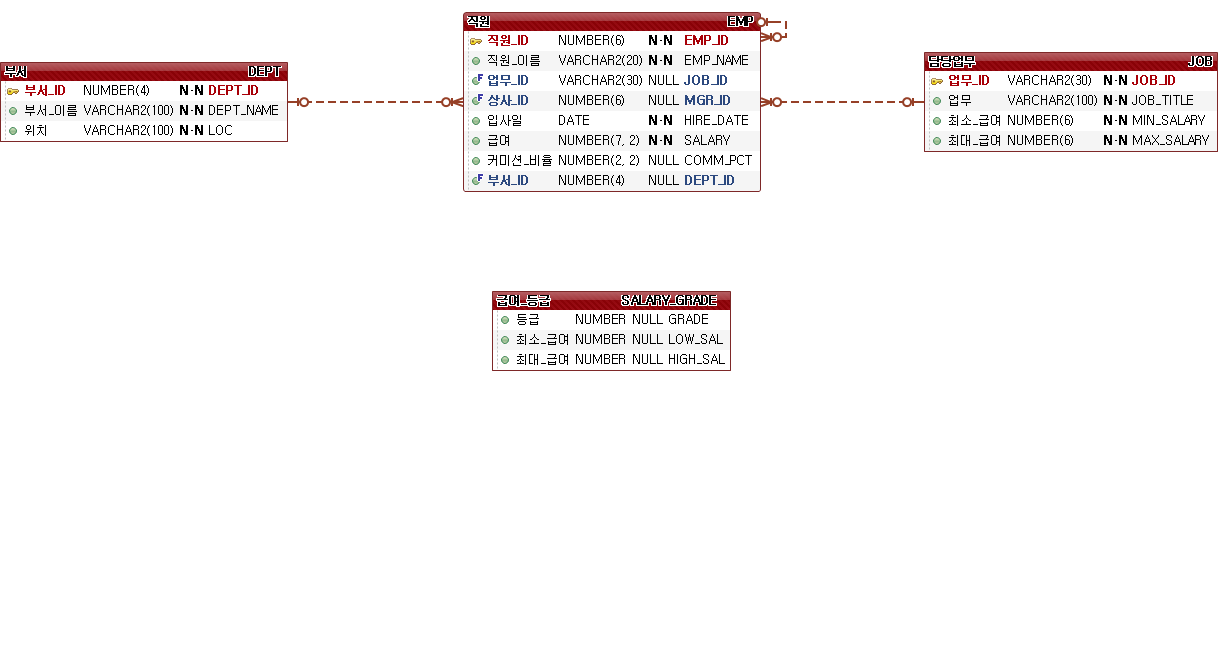 직원 EMP
직원_ID NUMBER(6) N-N EMP_ID
직원_이름 VARCHAR2(20) N-N EMP_NAME
업무_ID VARCHAR2(30) NULL JOB_ID
상사_ID NUMBER(6) NULL MGR_ID
입사일 DATE N-N HIRE_DATE
급여 NUMBER(7, 2) N-N SALARY
커미션_비율 NUMBER(2, 2) NULL COMM_PCT
부서_ID NUMBER(4) NULL DEPT_ID
부서 DEPT
부서_ID NUMBER(4) N-N DEPT_ID
부서_이름 VARCHAR2(100) N-N DEPT_NAME
위치 VARCHAR2(100) N-N LOC
담당업무 JOB
업무_ID VARCHAR2(30) N-N JOB_ID
업무 VARCHAR2(100) N-N JOB_TITLE
최소_급여 NUMBER(6) N-N MIN_SALARY
최대_급여 NUMBER(6) N-N MAX_SALARY
급여_등급 SALARY_GRADE
등급 NUMBER NULL GRADE
최소_급여 NUMBER NULL LOW_SAL
최대_급여 NUMBER NULL HIGH_SAL